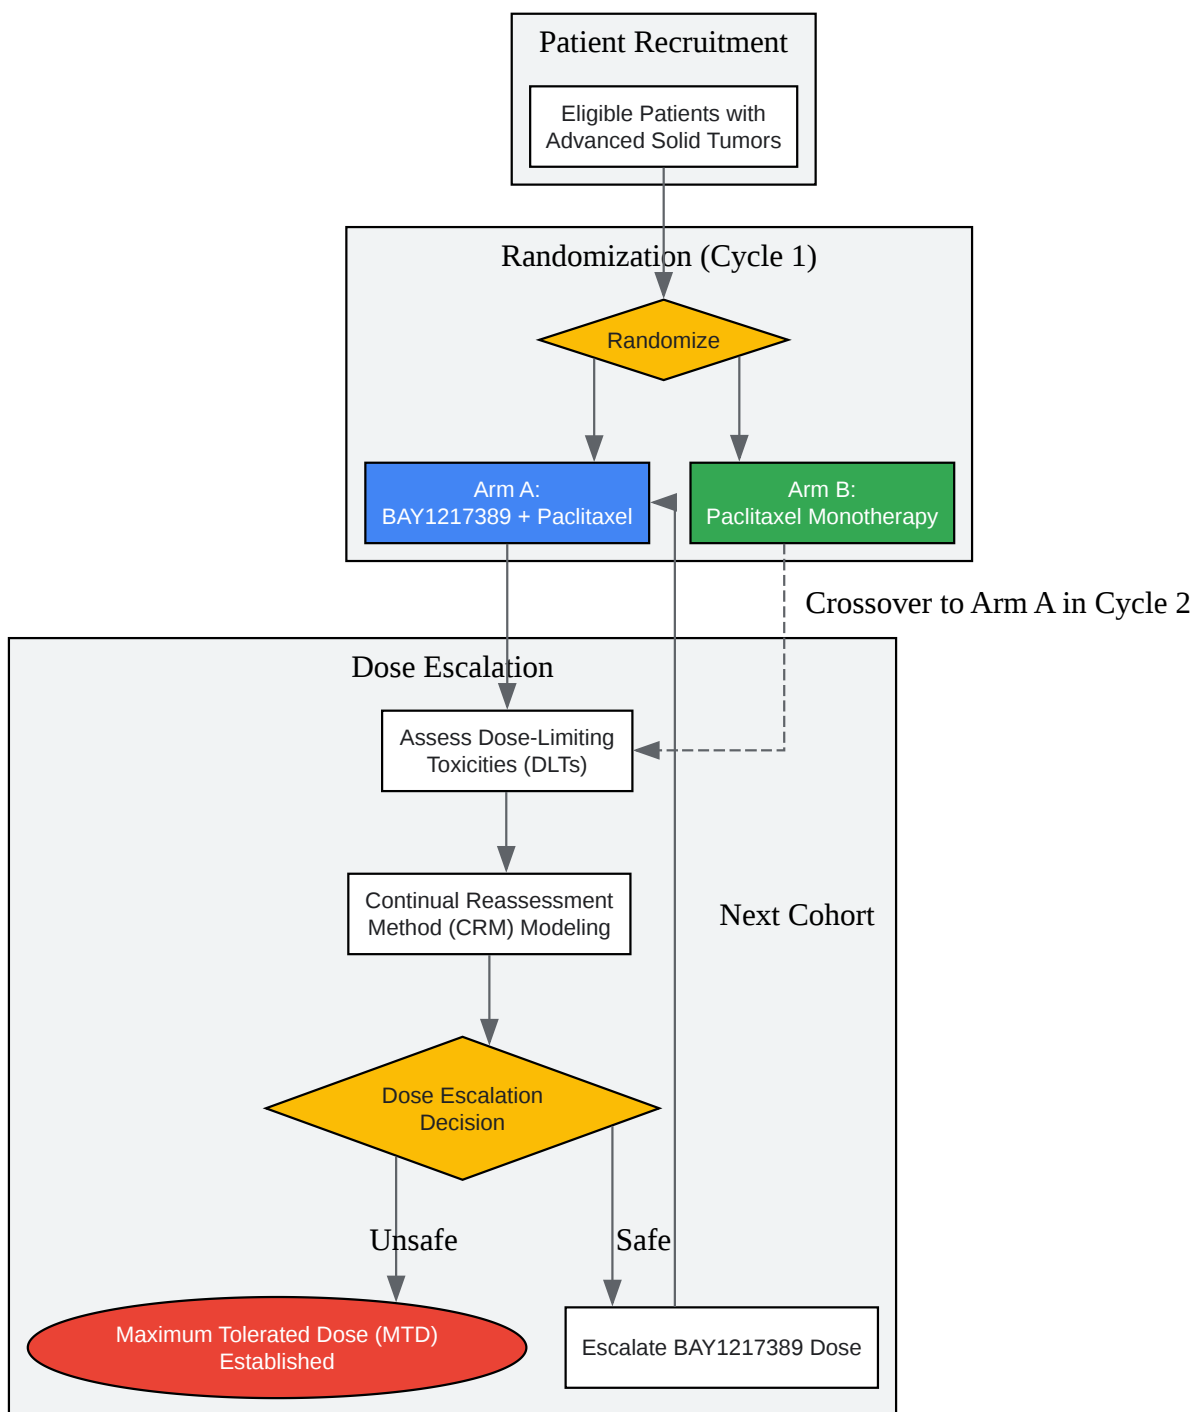 Patient Recruitment
Eligible Patients with
Advanced Solid Tumors
Randomization (Cycle 1)
Randomize
Arm A:
BAY1217389 + Paclitaxel
Arm B:
Paclitaxel Monotherapy
Crossover to Arm A in Cycle 2
Dose Escalation
Assess Dose-Limiting
Toxicities (DLTs)
Continual Reassessment
Method (CRM) Modeling
Next Cohort
Dose Escalation
Decision
Unsafe
Safe
Maximum Tolerated Dose (MTD)
Established
Escalate BAY1217389 Dose